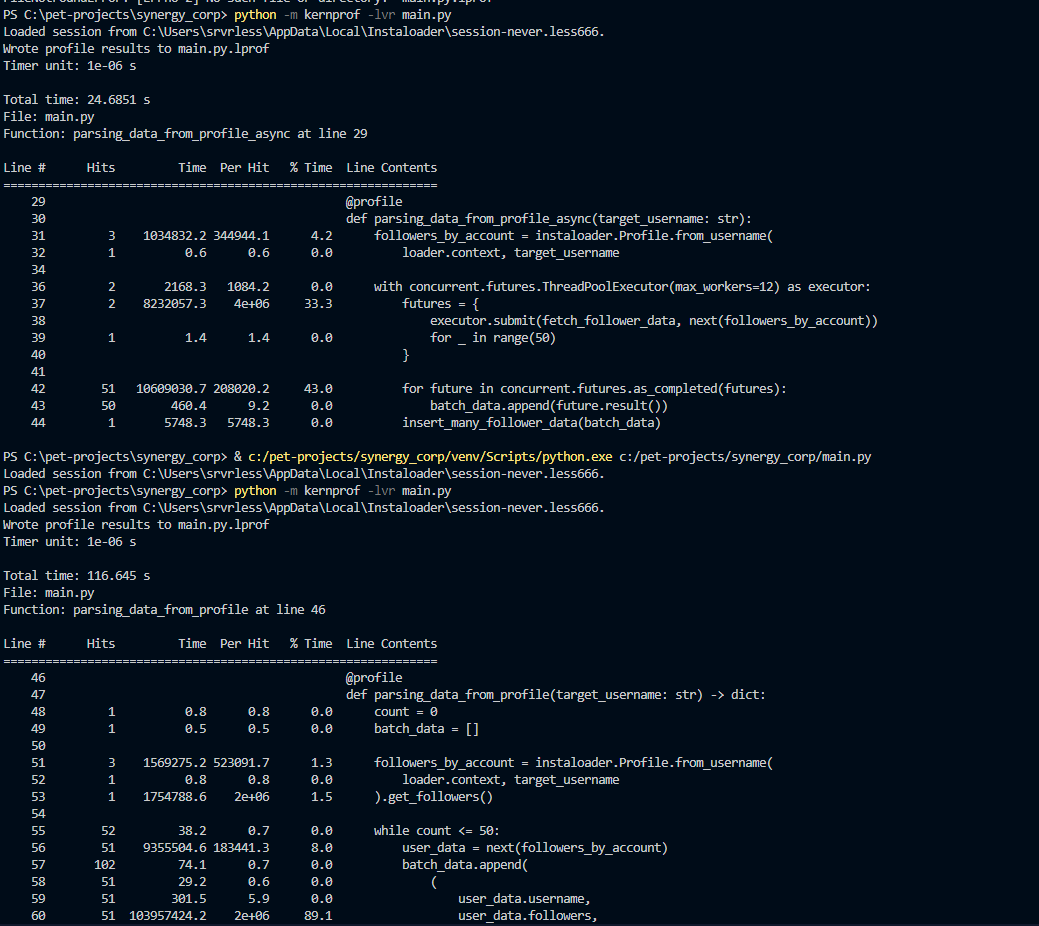 PS C:\pet-projects\synergy_corp> python -m kernprof -lvr main.py
Loaded session from C:\Users\srvrless\AppData\Local\Instaloader\session-never.less666.
Wrote profile results to main.py.lprof
Timer unit: 1e-06 s
Total time: 24.6851 s
File: main.py
Function: parsing_data_from_profile_async at line 29
Line #      Hits         Time  Per Hit   % Time  Line Contents
==============================================================
    29                                           @profile
    30                                           def parsing_data_from_profile_async(target_username: str):
    31         3    1034832.2 344944.1      4.2      followers_by_account = instaloader.Profile.from_username(
    32         1          0.6      0.6      0.0          loader.context, target_username
    34
    36         2       2168.3   1084.2      0.0      with concurrent.futures.ThreadPoolExecutor(max_workers=12) as executor:
    37         2    8232057.3    4e+06     33.3          futures = {
    38                                                       executor.submit(fetch_follower_data, next(followers_by_account))
    39         1          1.4      1.4      0.0              for _ in range(50)
    40                                                   }
    41
    42        51   10609030.7 208020.2     43.0          for future in concurrent.futures.as_completed(futures):
    43        50        460.4      9.2      0.0              batch_data.append(future.result())
    44         1       5748.3   5748.3      0.0          insert_many_follower_data(batch_data)
PS C:\pet-projects\synergy_corp> & c:/pet-projects/synergy_corp/venv/Scripts/python.exe c:/pet-projects/synergy_corp/main.py
Loaded session from C:\Users\srvrless\AppData\Local\Instaloader\session-never.less666.
PS C:\pet-projects\synergy_corp> python -m kernprof -lvr main.py
Loaded session from C:\Users\srvrless\AppData\Local\Instaloader\session-never.less666.
Wrote profile results to main.py.lprof
Timer unit: 1e-06 s
Total time: 116.645 s
File: main.py
Function: parsing_data_from_profile at line 46
Line #      Hits         Time  Per Hit   % Time  Line Contents
==============================================================
    46                                           @profile
    47                                           def parsing_data_from_profile(target_username: str) -> dict:
    48         1          0.8      0.8      0.0      count = 0
    49         1          0.5      0.5      0.0      batch_data = []
    50
    51         3    1569275.2 523091.7      1.3      followers_by_account = instaloader.Profile.from_username(
    52         1          0.8      0.8      0.0          loader.context, target_username
    53         1    1754788.6    2e+06      1.5      ).get_followers()
    54
    55        52         38.2      0.7      0.0      while count <= 50:
    56        51    9355504.6 183441.3      8.0          user_data = next(followers_by_account)
    57       102         74.1      0.7      0.0          batch_data.append(
    58        51         29.2      0.6      0.0              (
    59        51        301.5      5.9      0.0                  user_data.username,
    60        51  103957424.2    2e+06     89.1                  user_data.followers,